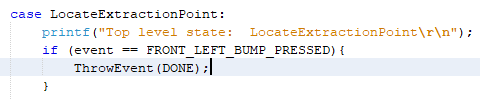 case LocateExtractionPoint:
printf("Top level state:  LocateExtractionPoint\r\n");
if (event == FRONT_LEFT_BUMP_PRESSED){
ThrowEvent(DONE);
}